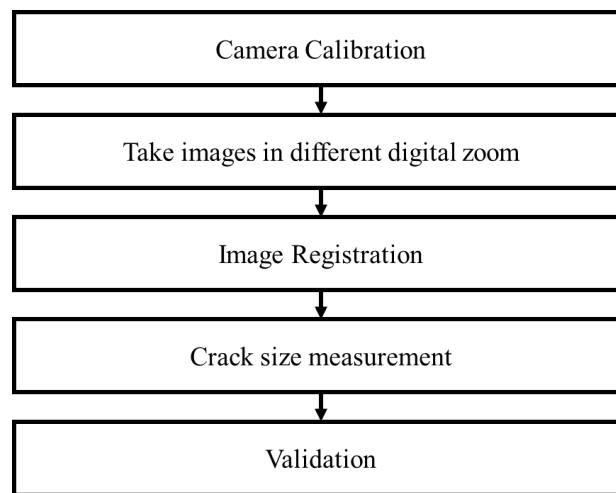 Camera Calibration
Take images in different digital zoom
Image Registration
Crack size measurement
Validation